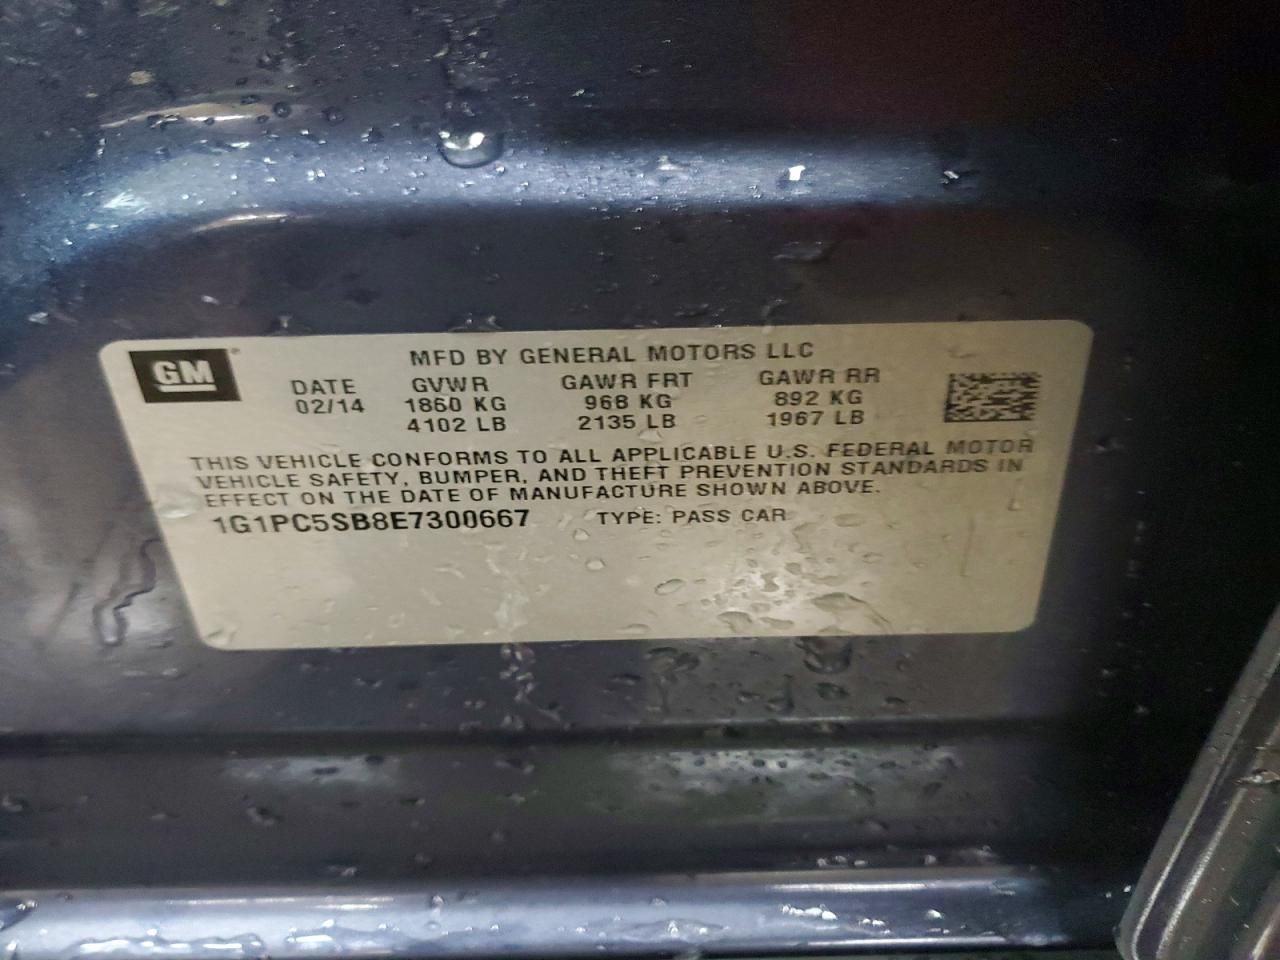 GM
MFD BY GENERAL MOTORS LLC
DATE GVWR GAWR FRT GAWR RR
02/14 1860 KG 968 KG 892 KG
4102 LB 2135 LB 1967 LB
THIS VEHICLE CONFORMS TO ALL APPLICABLE U.S. FEDERAL MOTOR
VEHICLE SAFETY, BUMPER, AND THEFT PREVENTION STANDARDS IN
EFFECT ON THE DATE OF MANUFACTURE SHOWN ABOVE.
1G1PC5SB8E7300667 TYPE: PASS CAR